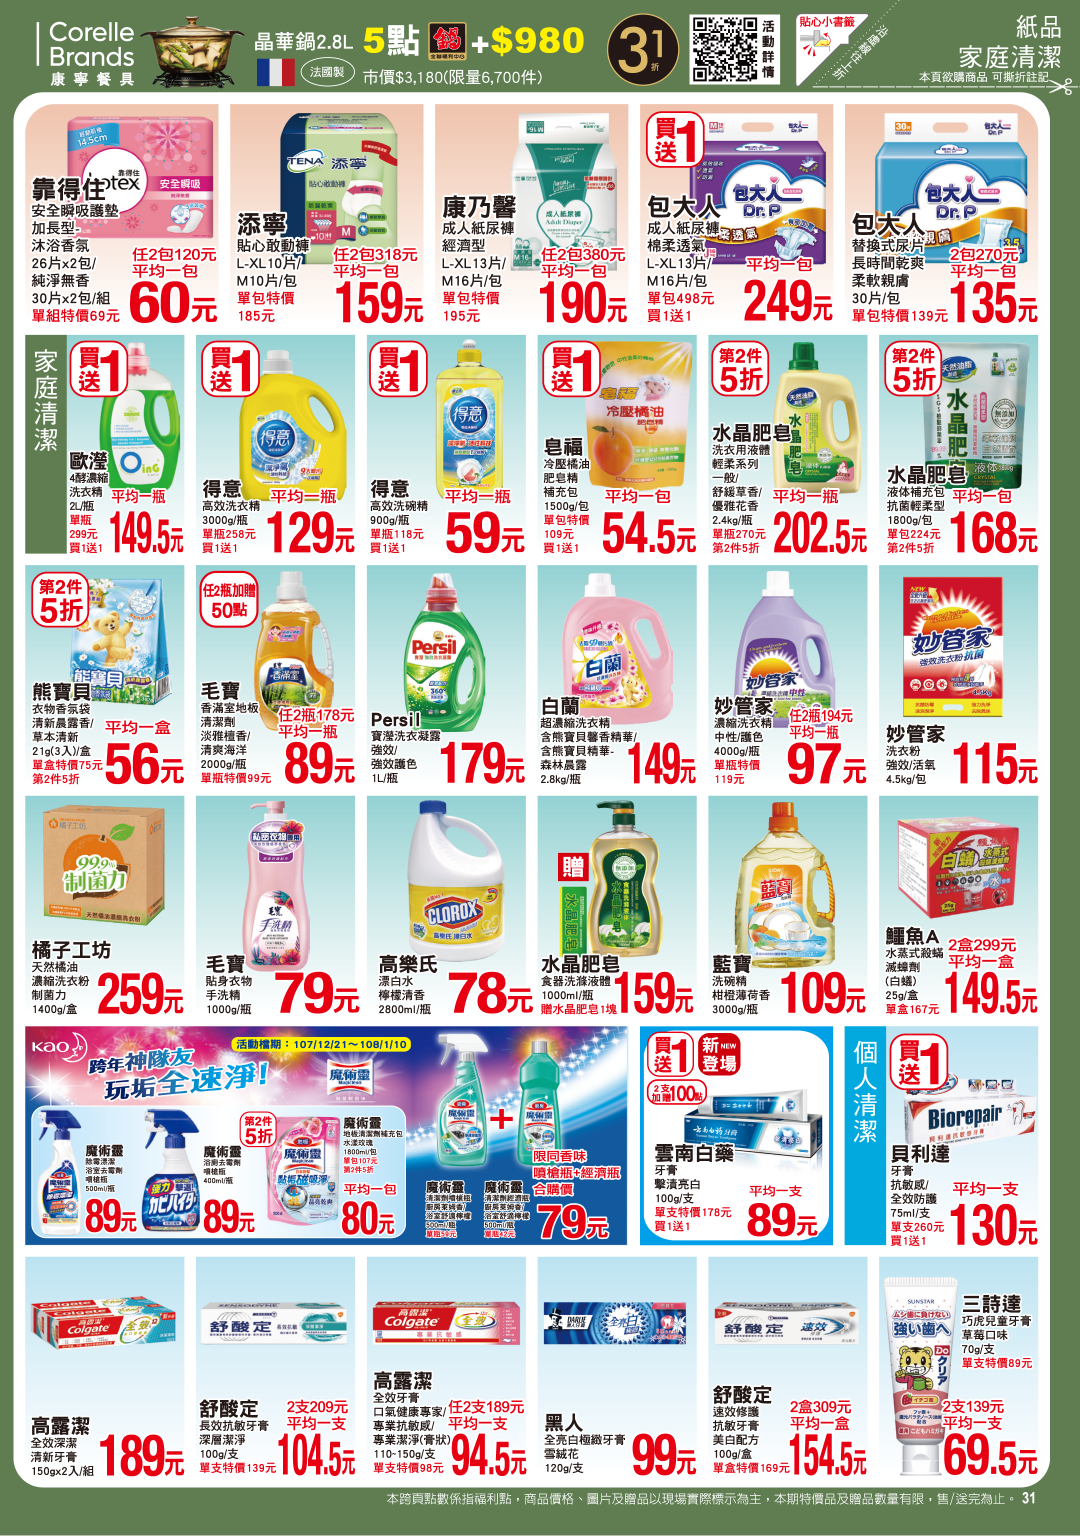 Corelle
Brands
康寧餐具
晶華鍋2.8L 5點 鍋 +$980
法國製 市價$3,180(限量6,700件)
31折
活動詳情
貼心小書籤
紙品
家庭清潔
本頁欲購商品 可撕折註記
靠得住
安全瞬吸護墊
加長型-
沐浴香氛
26片x2包/
純淨無香
30片x2包/組
單組特價69元
任2包120元
平均一包
60元
添寧
貼心敢動褲
L-XL10片/
M10片/包
單包特價
185元
任2包318元
平均一包
159元
康乃馨
成人紙尿褲
經濟型
L-XL13片/
M16片/包
單包特價
195元
任2包380元
平均一包
190元
買1送1
包大人
成人紙尿褲
棉柔透氣
L-XL13片/
M16片/包
單包498元
買1送1
平均一包
249元
包大人
替換式尿片
長時間乾爽
柔軟親膚
30片/包
單包特價139元
2包270元
平均一包
135元
家庭清潔
買1送1
歐瀅
4酵濃縮
洗衣精
2L/瓶
單瓶
299元
買1送1
平均一瓶
149.5元
買1送1
得意
高效洗衣精
3000g/瓶
單瓶258元
買1送1
平均一瓶
129元
買1送1
得意
高效洗碗精
900g/瓶
單瓶118元
買1送1
平均一瓶
59元
買1送1
皂福
冷壓橘油
肥皂精
補充包
1500g/包
單包特價
109元
買1送1
平均一包
54.5元
第2件
5折
水晶肥皂
洗衣用液體
輕柔系列
一般/
舒緩草香/
優雅花香
2.4kg/瓶
單瓶270元
第2件5折
平均一瓶
202.5元
第2件
5折
水晶肥皂
液体補充包
抗菌輕柔型
1800g/包
單包224元
第2件5折
平均一包
168元
第2件
5折
熊寶貝
衣物香氛袋
清新晨露香/
草本清新
21g(3入)/盒
單盒特價75元
第2件5折
平均一盒
56元
任2瓶加贈
50點
毛寶
香滿室地板
清潔劑
淡雅檀香/
清爽海洋
2000g/瓶
單瓶特價99元
任2瓶178元
平均一瓶
89元
Persil
寶瀅洗衣凝露
強效/
強效護色
1L/瓶
179元
白蘭
超濃縮洗衣精
含熊寶貝馨香精華/
含熊寶貝精華-
森林晨露
2.8kg/瓶
149元
妙管家
濃縮洗衣精
中性/護色
4000g/瓶
單瓶特價
119元
任2瓶194元
平均一瓶
97元
妙管家
洗衣粉
強效/活氧
4.5kg/包
115元
橘子工坊
天然橘油
濃縮洗衣粉
制菌力
1400g/盒
259元
毛寶
貼身衣物
手洗精
1000g/瓶
79元
高樂氏
漂白水
檸檬清香
2800ml/瓶
78元
贈
水晶肥皂
食器洗滌液體
1000ml/瓶
贈水晶肥皂1塊
159元
藍寶
洗碗精
柑橙薄荷香
3000g/瓶
109元
鱷魚A
水蒸式殺蟎
滅蟑劑
(白蟻)
25g/盒
單盒167元
2盒299元
平均一盒
149.5元
Kao
跨年神隊友
玩垢全速淨!
活動檔期：107/12/21～108/1/10
魔術靈
魔術靈
除霉漂潔
浴室去霉劑
噴槍瓶
500ml/瓶
89元
魔術靈
浴廁去霉劑
噴槍瓶
400ml/瓶
89元
第2件
5折
魔術靈
地板清潔劑補充包
水漾玫瑰
1800ml/包
單包107元
第2件5折
平均一包
80元
魔術靈
清潔劑噴槍瓶
廚房萊姆香/
浴室舒適檸檬
500ml/瓶
單瓶59元
魔術靈
清潔劑經濟瓶
廚房萊姆香/
浴室舒適檸檬
500ml/瓶
單瓶42元
限同香味
噴槍瓶+經濟瓶
合購價
79元
買1送1
新NEW登場
2支加贈100點
雲南白藥
牙膏
擊漬亮白
100g/支
單支特價178元
買1送1
平均一支
89元
個人清潔
買1送1
貝利達
牙膏
抗敏感/
全效防護
75ml/支
單支260元
買1送1
平均一支
130元
高露潔
全效深潔
清新牙膏
150gx2入/組
189元
舒酸定
長效抗敏牙膏
深層潔淨
100g/支
單支特價139元
2支209元
平均一支
104.5元
高露潔
全效牙膏
口氣健康專家/
專業抗敏感/
專業潔淨(膏狀)
110-150g/支
單支特價98元
任2支189元
平均一支
94.5元
黑人
全亮白極緻牙膏
雪絨花
120g/支
99元
舒酸定
速效修護
抗敏牙膏
美白配方
100g/盒
單盒特價169元
2盒309元
平均一盒
154.5元
三詩達
巧虎兒童牙膏
草莓口味
70g/支
單支特價89元
2支139元
平均一支
69.5元
本跨頁點數係指福利點，商品價格、圖片及贈品以現場實際標示為主，本期特價品及贈品數量有限，售/送完為止。 31